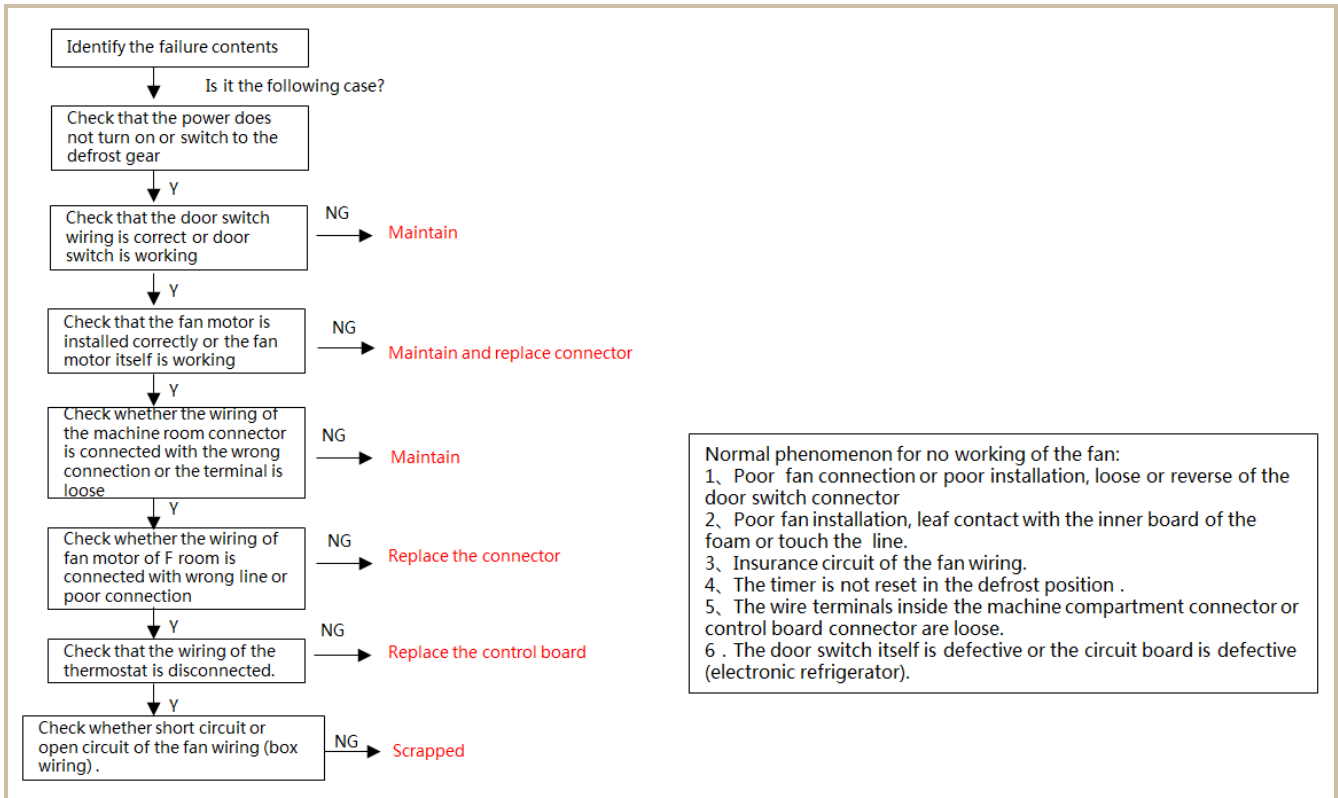 Identify the failure contents
Is it the following case?
Check that the power does
not turn on or switch to the
defrost gear
Y
Check that the door switch
wiring is correct or door
switch is working
NG
Maintain
Y
Check that the fan motor is
installed correctly or the fan
motor itself is working
NG
Maintain and replace connector
Y
Check whether the wiring of
the machine room connector
is connected with the wrong
connection or the terminal is
loose
NG
Maintain
Y
Check whether the wiring of
fan motor of F room is
connected with wrong line or
poor connection
NG
Replace the connector
Y
Check that the wiring of the
thermostat is disconnected.
NG
Replace the control board
Y
Check whether short circuit or
open circuit of the fan wiring (box
wiring) .
NG
Scrapped
Normal phenomenon for no working of the fan:
1、Poor fan connection or poor installation, loose or reverse of the
door switch connector
2、Poor fan installation, leaf contact with the inner board of the
foam or touch the line.
3、Insurance circuit of the fan wiring.
4、The timer is not reset in the defrost position .
5、The wire terminals inside the machine compartment connector or
control board connector are loose.
6 . The door switch itself is defective or the circuit board is defective
(electronic refrigerator).